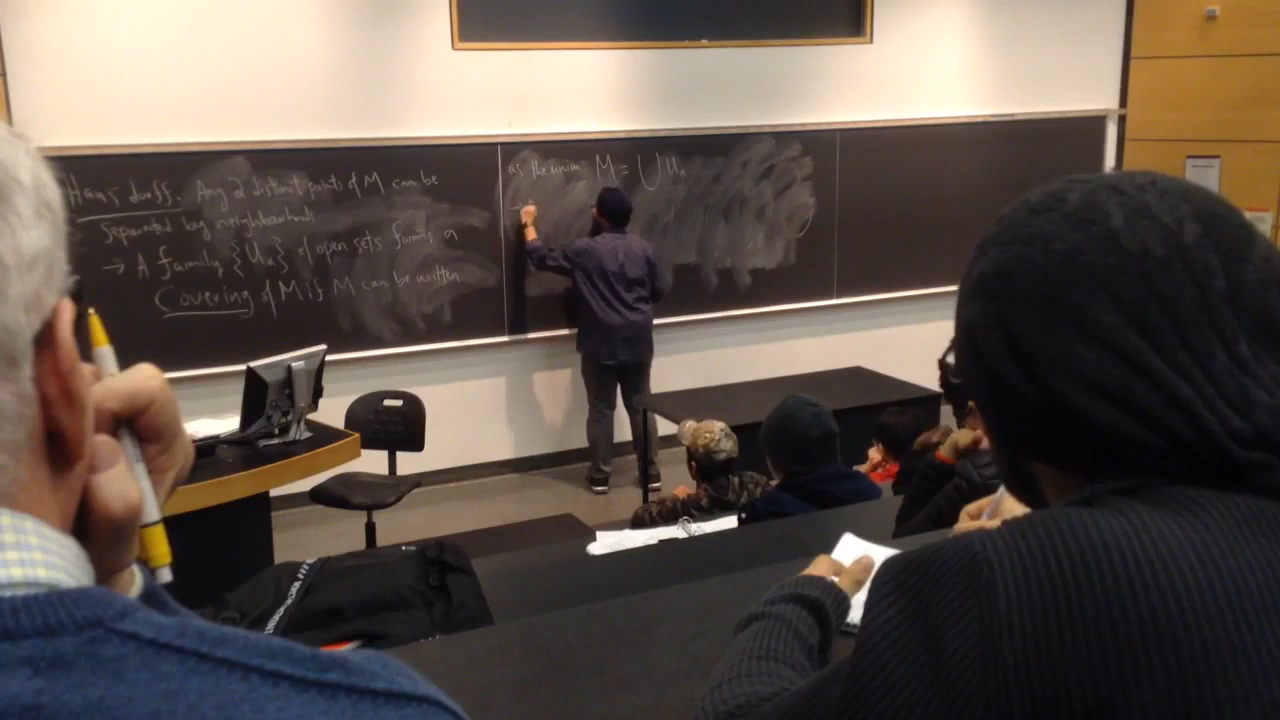 Hausdorff. Any 2 distinct points of M can be
separated by neighbourhoods
→ A family {Uα} of open sets forms a
Covering of M if M can be written
as the union: M = ∪ Uα